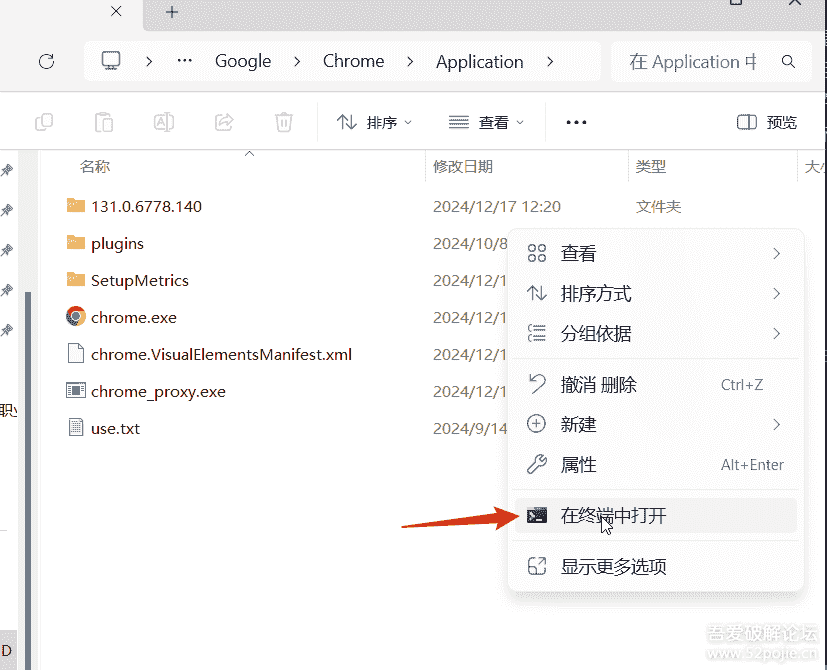 Google > Chrome > Application >
在 Application 中
排序
查看
预览
名称
修改日期
类型
131.0.6778.140
2024/12/17 12:20
文件夹
plugins
2024/10/8
SetupMetrics
2024/12/1
chrome.exe
2024/12/1
chrome.VisualElementsManifest.xml
2024/12/1
chrome_proxy.exe
2024/12/1
use.txt
2024/9/14
查看
排序方式
分组依据
撤消 删除
Ctrl+Z
新建
属性
Alt+Enter
在终端中打开
显示更多选项
D
吾爱破解论坛
www.52pojie.cn